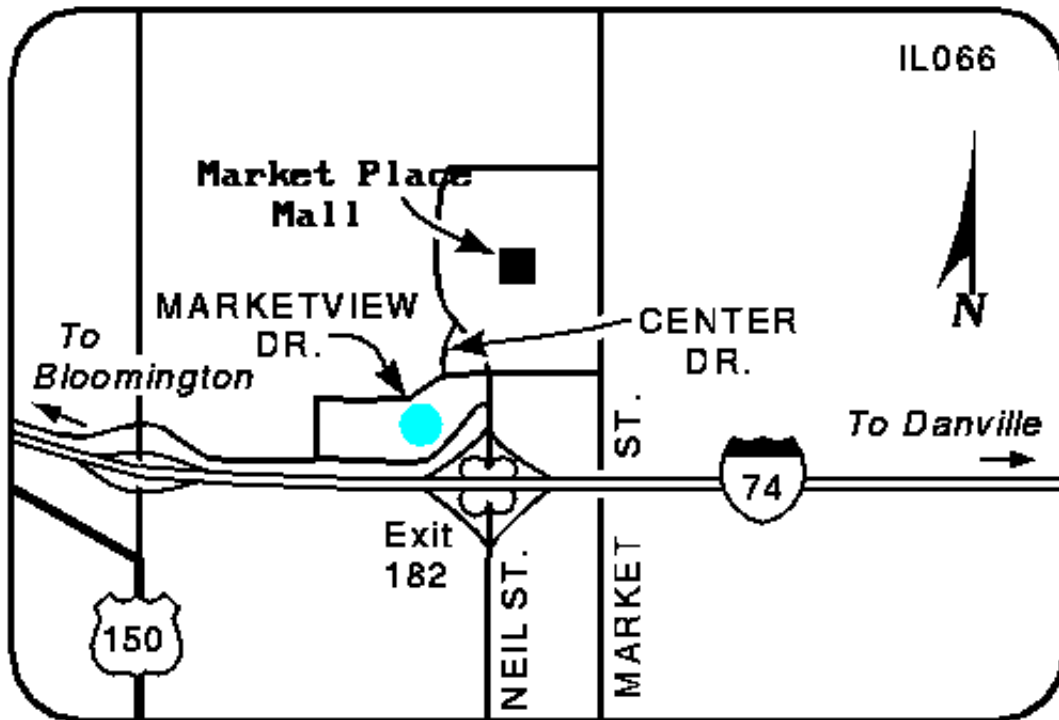 IL066
Market Place
Mall
MARKETVIEW
DR.
CENTER
DR.
N
To
Bloomington
To Danville
74
Exit
182
NEIL ST.
MARKET ST.
150